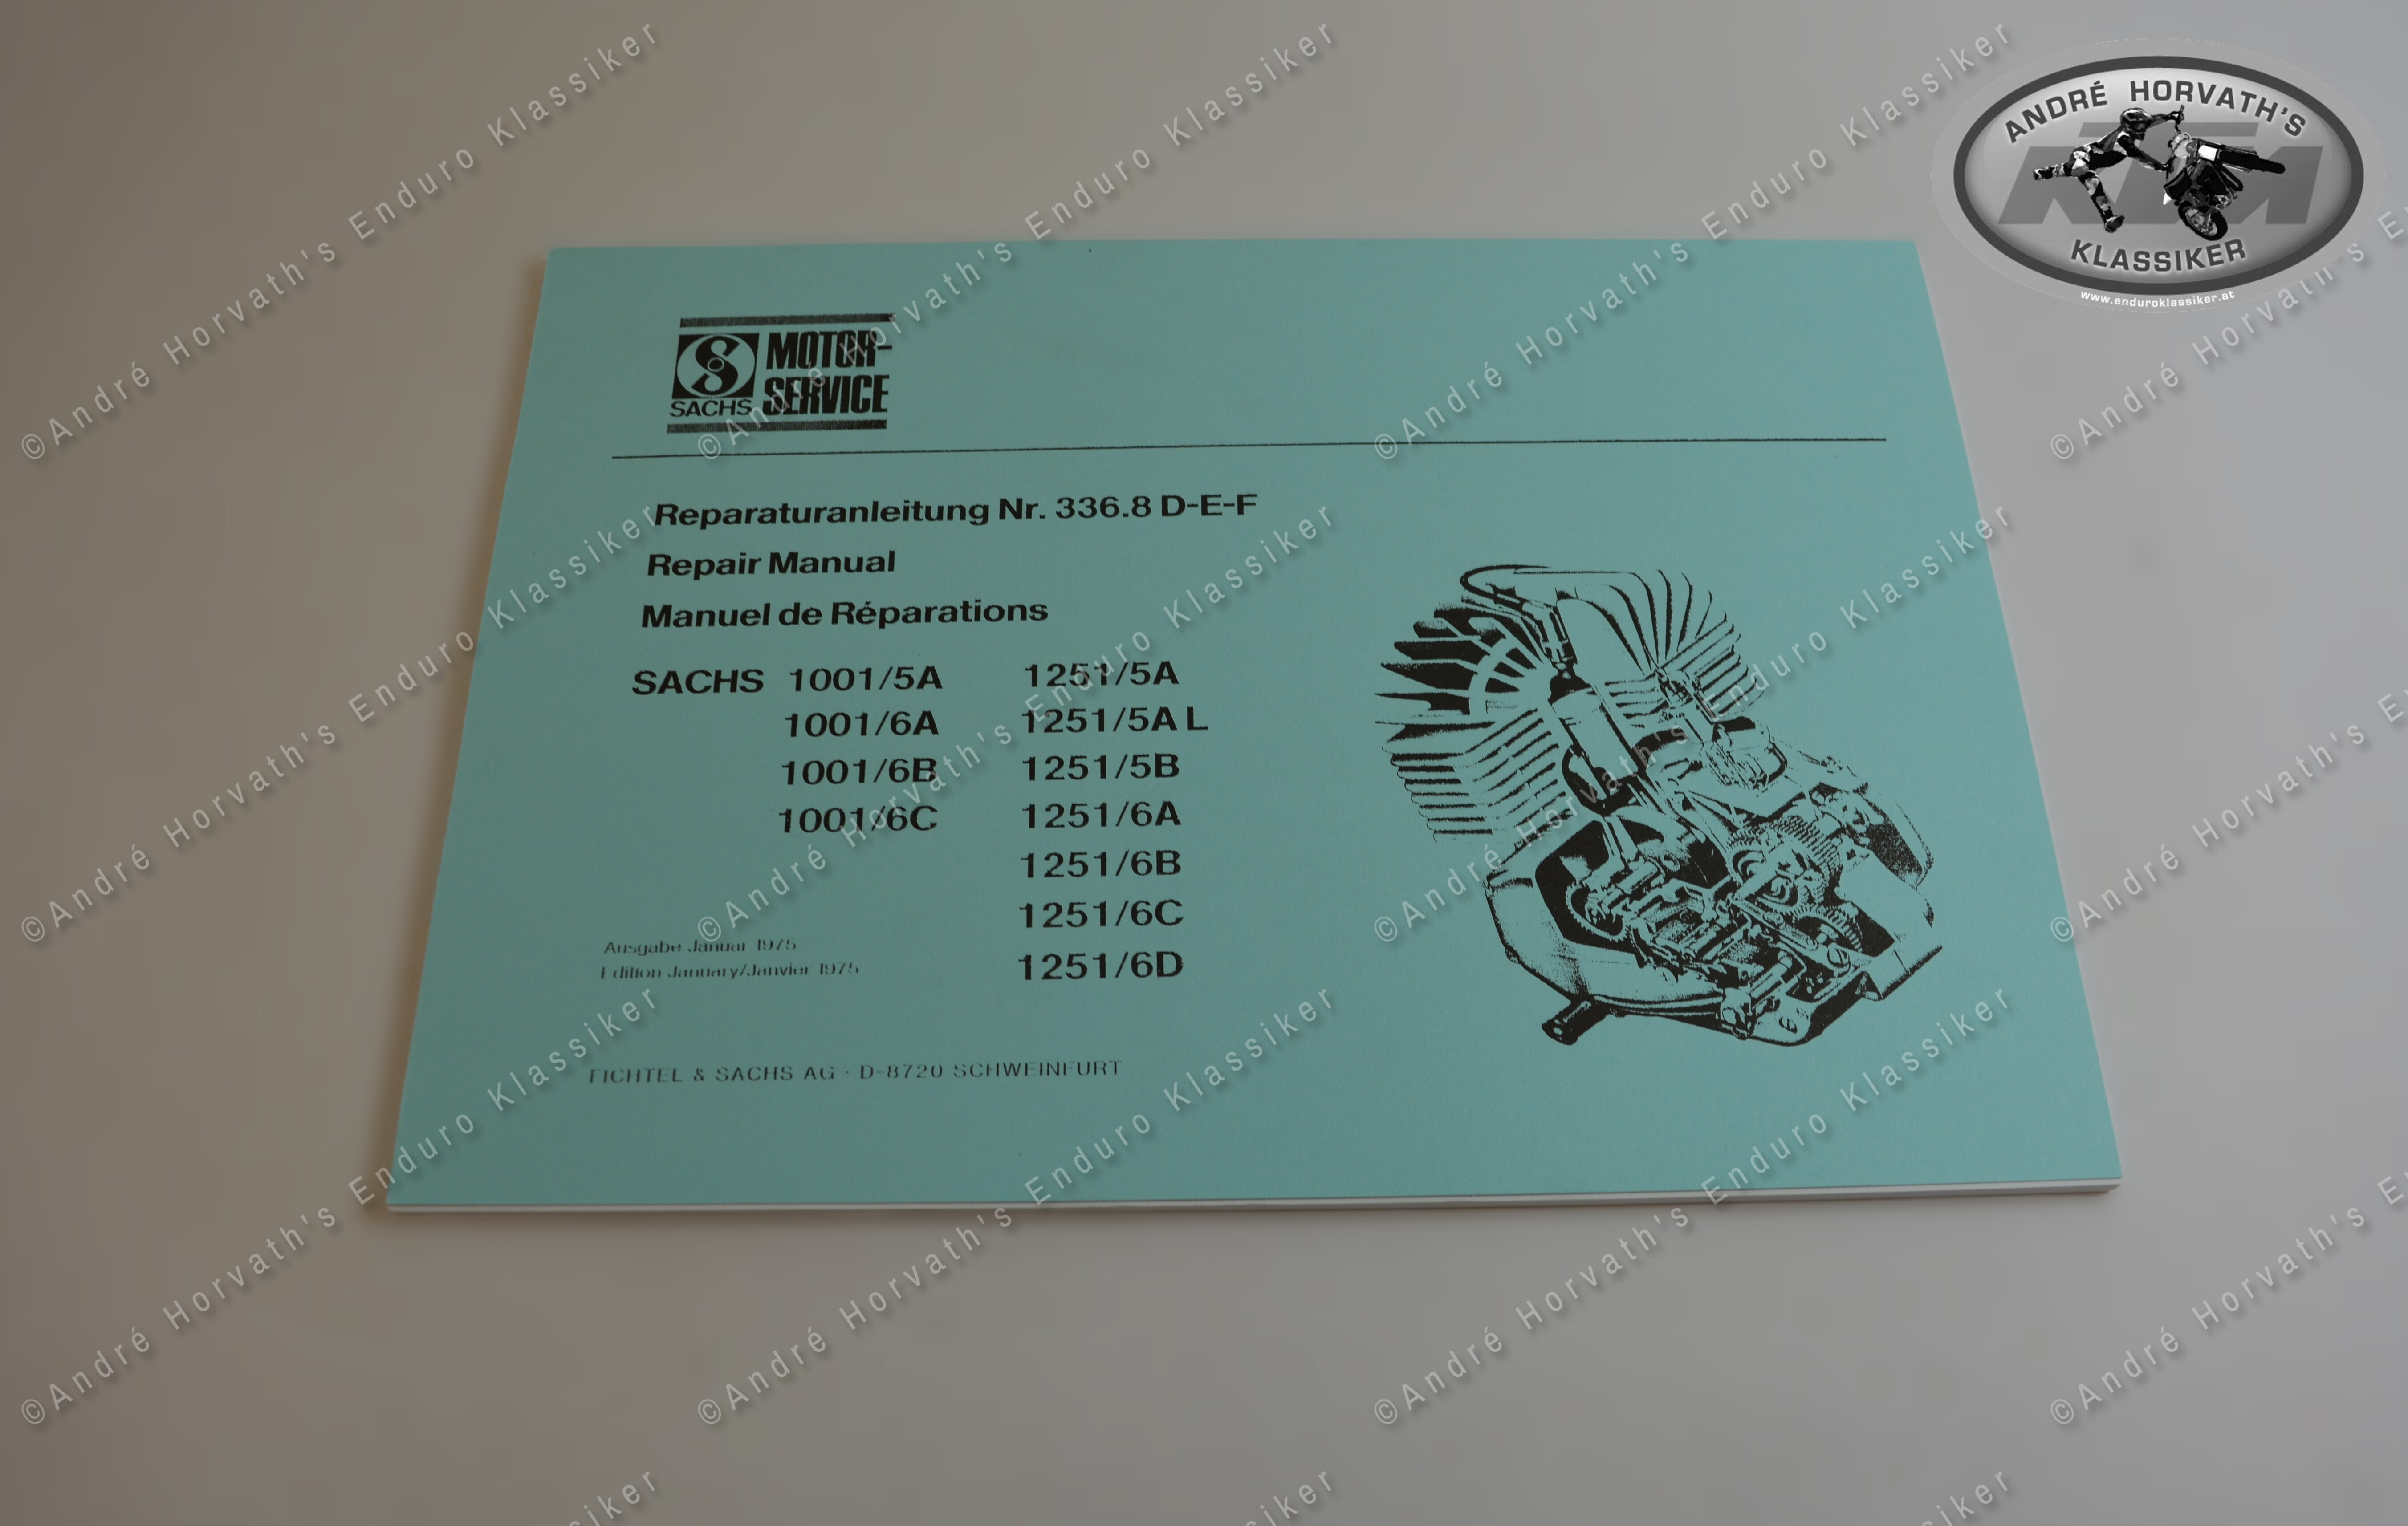 ANDRÉ HORVATH'S
KTM
KLASSIKER
www.enduroklassiker.at
SACHS
MOTOR-
SERVICE
Reparaturanleitung Nr. 336.8 D-E-F
Repair Manual
Manuel de Réparations
SACHS 1001/5A 1251/5A
1001/6A 1251/5A L
1001/6B 1251/5B
1001/6C 1251/6A
1251/6B
1251/6C
1251/6D
Ausgabe Januar 1975
Edition January/Janvier 1975
FICHTEL & SACHS AG · D-8720 SCHWEINFURT
©André Horvath's Enduro Klassiker